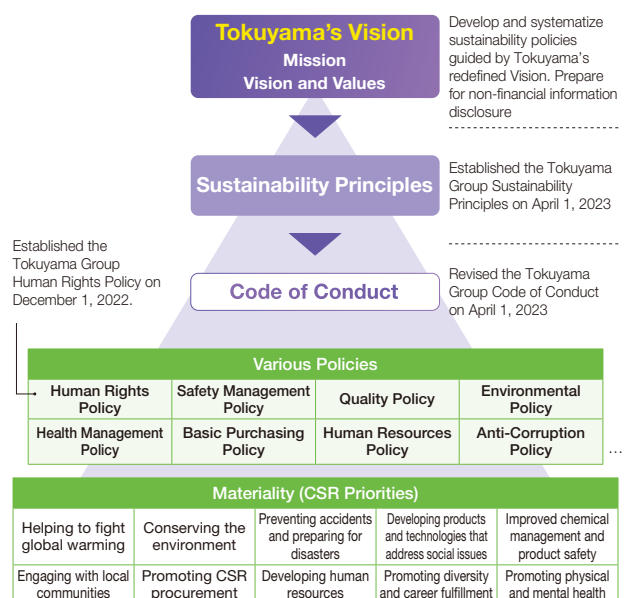 Tokuyama's Vision
Mission
Vision and Values
Develop and systematize
sustainability policies
guided by Tokuyama's
redefined Vision. Prepare
for non-financial information
disclosure
Sustainability Principles
Established the Tokuyama
Group Sustainability
Principles on April 1, 2023
Established the
Tokuyama Group
Human Rights Policy on
December 1, 2022.
Code of Conduct
Revised the Tokuyama
Group Code of Conduct
on April 1, 2023
Various Policies
Human Rights
Policy
Safety Management
Policy
Quality Policy
Environmental
Policy
Health Management
Policy
Basic Purchasing
Policy
Human Resources
Policy
Anti-Corruption
Policy
...
Materiality (CSR Priorities)
Helping to fight
global warming
Conserving the
environment
Preventing accidents
and preparing for
disasters
Developing products
and technologies that
address social issues
Improved chemical
management and
product safety
Engaging with local
communities
Promoting CSR
procurement
Developing human
resources
Promoting diversity
and career fulfillment
Promoting physical
and mental health